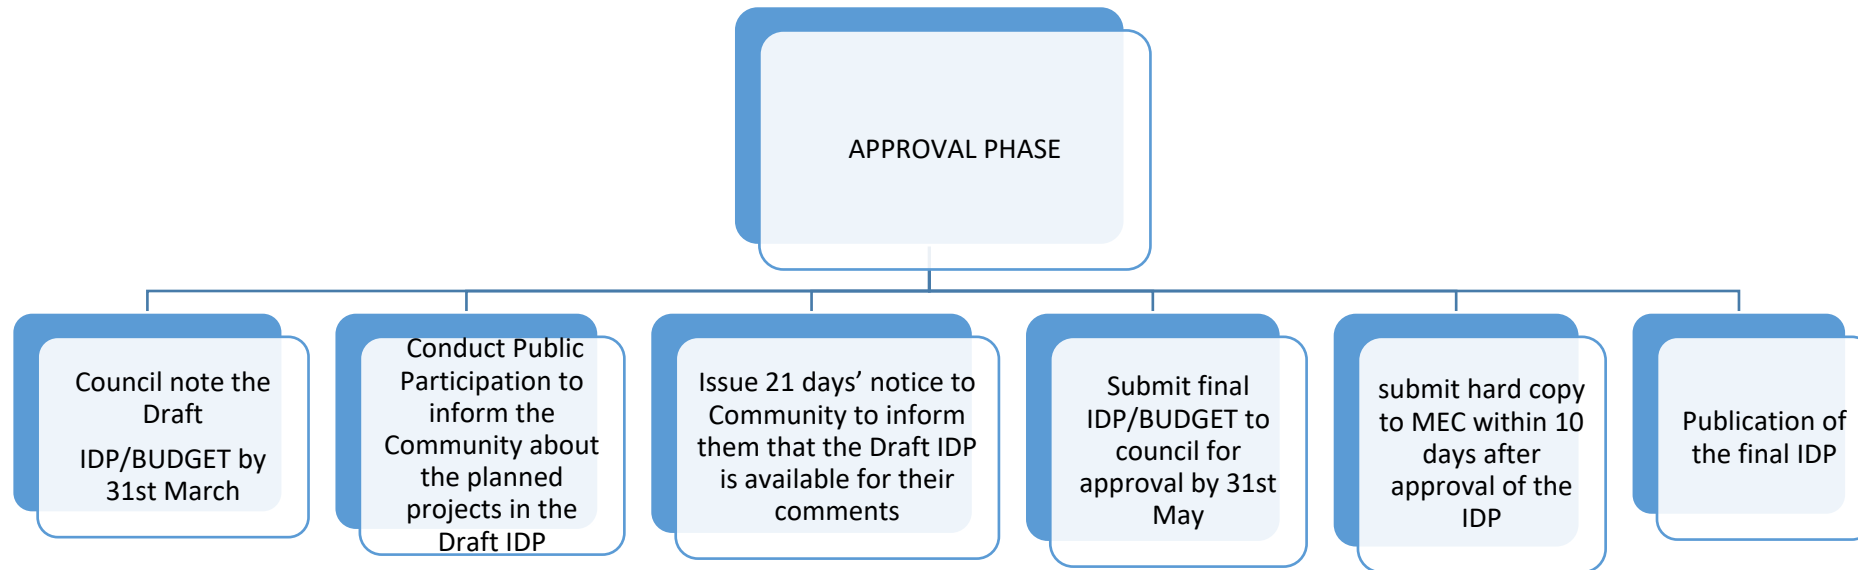 APPROVAL PHASE
Council note the
Draft
IDP/BUDGET by
31st March
Conduct Public
Participation to
inform the
Community about
the planned
projects in the
Draft IDP
Issue 21 days’ notice to
Community to inform
them that the Draft IDP
is available for their
comments
Submit final
IDP/BUDGET to
council for
approval by 31st
May
submit hard copy
to MEC within 10
days after
approval of the
IDP
Publication of
the final IDP